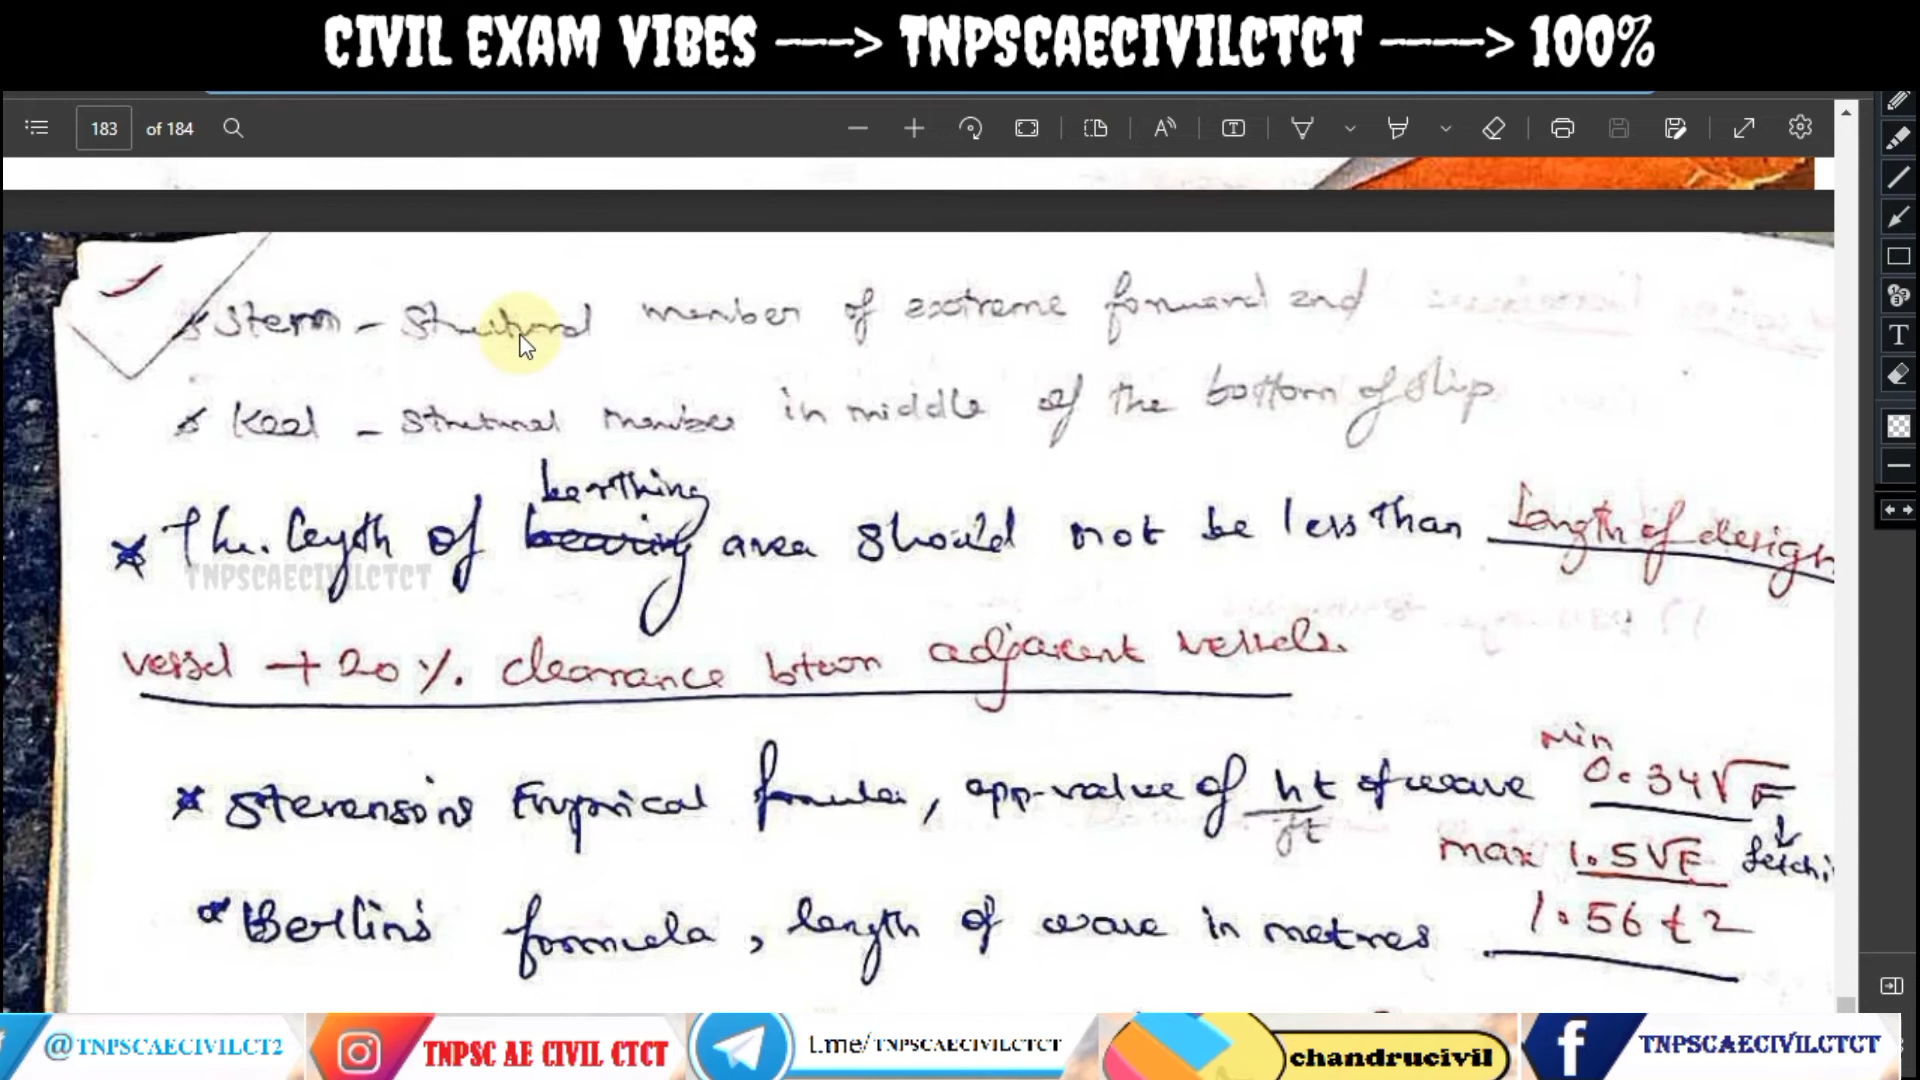 CIVIL EXAM VIBES ---> TNPSCAECIVILCTCT ----> 100%
183 of 184
* Sterm - Structural member of extreme forward end
* Keel - Structural member in middle of the bottom of ship
berthing
* The length of bearing area should not be less than length of design
TNPSCAECIVILCTCT
vessel + 20 % clearance btwn adjacent vessels.
* Stevenson's Empirical formula, app-value of ht of wave min 0.34√F
ft
max 1.5√F fetch
* Bertlin's formula, length of wave in metres 1.56 t2
@TNPSCAECIVILCT2 TNPSC AE CIVIL CTCT t.me/TNPSCAECIVILCTCT chandrucivil TNPSCAECIVILCTCT